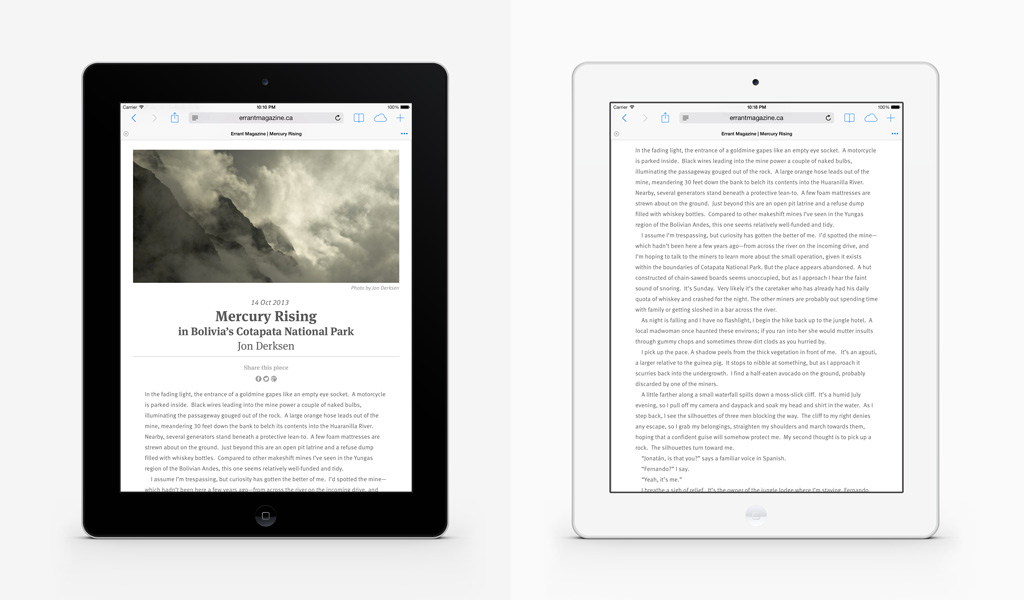 Carrier
10:10 PM
100%
errantmagazine.ca
Errant Magazine | Mercury Rising
Photo by Jon Derksen
14 Oct 2013
Mercury Rising
in Bolivia's Cotapata National Park
Jon Derksen
Share this piece
In the fading light, the entrance of a goldmine gapes like an empty eye socket. A motorcycle
is parked inside. Black wires leading into the mine power a couple of naked bulbs,
illuminating the passageway gouged out of the rock. A large orange hose leads out of the
mine, meandering 30 feet down the bank to belch its contents into the Huaranilla River.
Nearby, several generators stand beneath a protective lean-to. A few foam mattresses are
strewn about on the ground. Just beyond this are an open pit latrine and a refuse dump
filled with whiskey bottles. Compared to other makeshift mines I've seen in the Yungas
region of the Bolivian Andes, this one seems relatively well-funded and tidy.
I assume I'm trespassing, but curiosity has gotten the better of me. I'd spotted the mine—
which hadn't been here a few years ago—from across the river on the incoming drive, and
Carrier
10:18 PM
100%
errantmagazine.ca
Errant Magazine | Mercury Rising
In the fading light, the entrance of a goldmine gapes like an empty eye socket. A motorcycle
is parked inside. Black wires leading into the mine power a couple of naked bulbs,
illuminating the passageway gouged out of the rock. A large orange hose leads out of the
mine, meandering 30 feet down the bank to belch its contents into the Huaranilla River.
Nearby, several generators stand beneath a protective lean-to. A few foam mattresses are
strewn about on the ground. Just beyond this are an open pit latrine and a refuse dump
filled with whiskey bottles. Compared to other makeshift mines I've seen in the Yungas
region of the Bolivian Andes, this one seems relatively well-funded and tidy.
I assume I'm trespassing, but curiosity has gotten the better of me. I'd spotted the mine—
which hadn't been here a few years ago—from across the river on the incoming drive, and
I'm hoping to talk to the miners to learn more about the small operation, given it exists
within the boundaries of Cotapata National Park. But the place appears abandoned. A hut
constructed of chain-sawed boards seems unoccupied, but as I approach I hear the faint
sound of snoring. It's Sunday. Very likely it's the caretaker who has already had his daily
quota of whiskey and crashed for the night. The other miners are probably out spending time
with family or getting sloshed in a bar across the river.
As night is falling and I have no flashlight, I begin the hike back up to the jungle hotel. A
local madwoman once haunted these environs; if you ran into her she would mutter insults
through gummy chops and sometimes throw dirt clods as you hurried by.
I pick up the pace. A shadow peels from the thick vegetation in front of me. It's an agouti,
a larger relative to the guinea pig. It stops to nibble at something, but as I approach it
scurries back into the undergrowth. I find a half-eaten avocado on the ground, probably
discarded by one of the miners.
A little farther along a small waterfall spills down a moss-slick cliff. It's a humid July
evening, so I pull off my camera and daypack and soak my head and shirt in the water. As I
step back, I see the silhouettes of three men blocking the way. The cliff to my right denies
any escape, so I grab my belongings, straighten my shoulders and march towards them,
hoping that a confident guise will somehow protect me. My second thought is to pick up a
rock. The silhouettes turn toward me.
"Jonatán, is that you?" says a familiar voice in Spanish.
"Fernando?" I say.
"Yeah, it's me."
I breathe a sigh of relief. It's the owner of the jungle lodge where I'm staying. Fernando